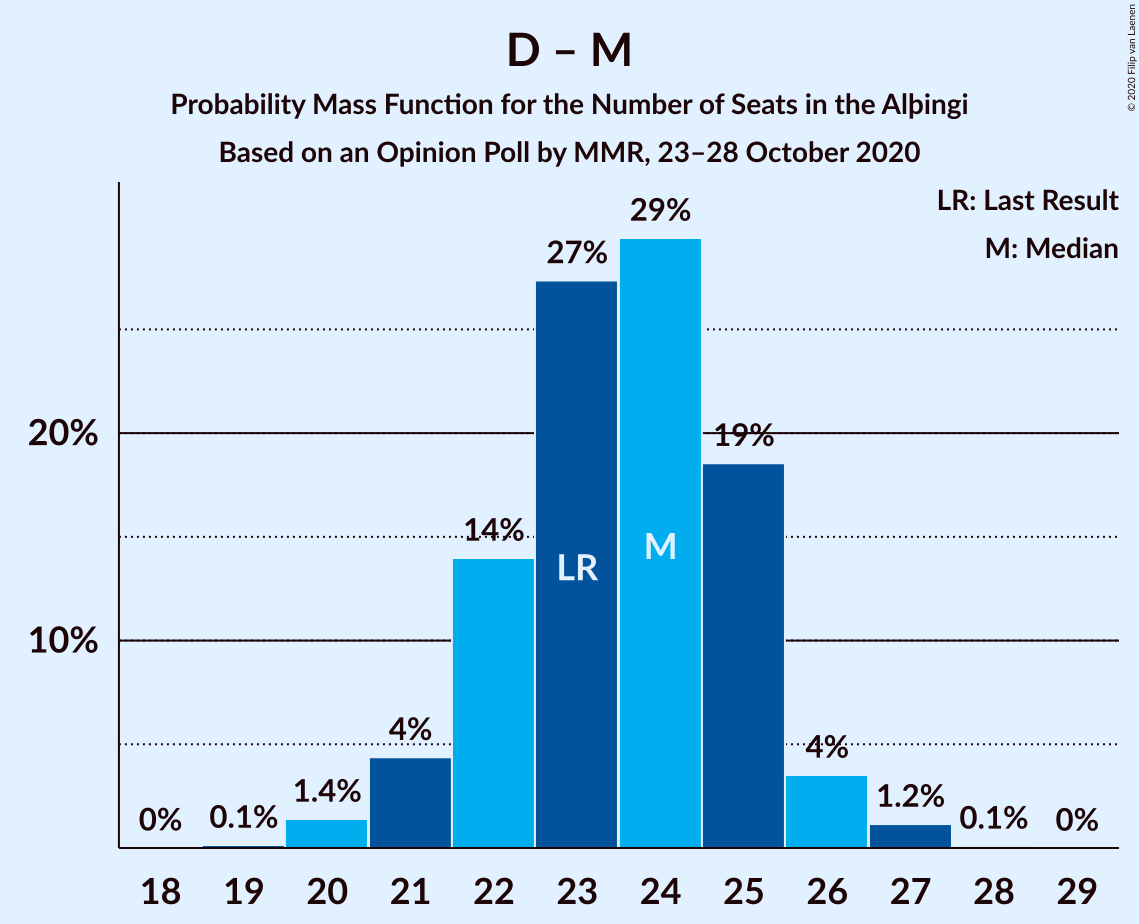 D – M
Probability Mass Function for the Number of Seats in the Alþingi
Based on an Opinion Poll by MMR, 23–28 October 2020
© 2020 Filip van Laenen
LR: Last Result
M: Median
20%
10%
0%
0.1%
1.4%
4%
14%
27%
29%
19%
4%
1.2%
0.1%
0%
LR
M
18 19 20 21 22 23 24 25 26 27 28 29